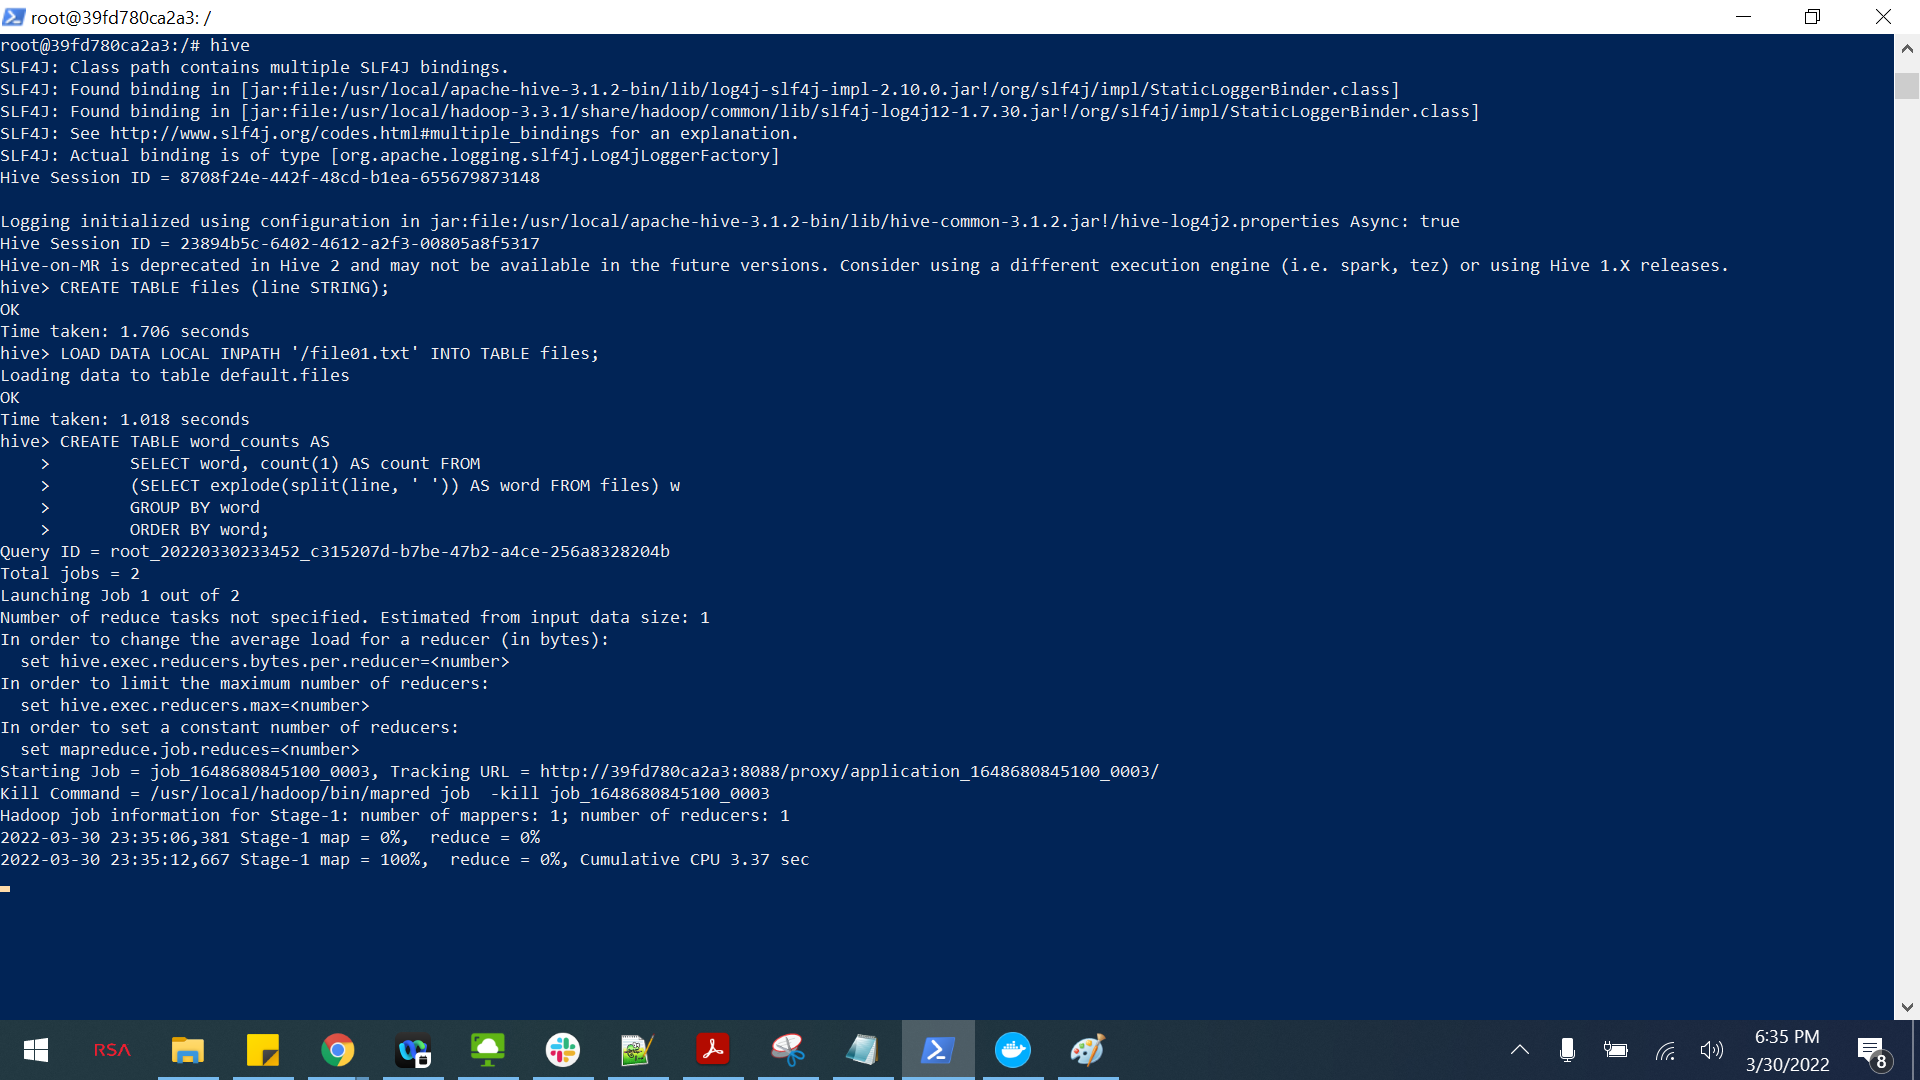 root@39fd780ca2a3: /
root@39fd780ca2a3:/# hive
SLF4J: Class path contains multiple SLF4J bindings.
SLF4J: Found binding in [jar:file:/usr/local/apache-hive-3.1.2-bin/lib/log4j-slf4j-impl-2.10.0.jar!/org/slf4j/impl/StaticLoggerBinder.class]
SLF4J: Found binding in [jar:file:/usr/local/hadoop-3.3.1/share/hadoop/common/lib/slf4j-log4j12-1.7.30.jar!/org/slf4j/impl/StaticLoggerBinder.class]
SLF4J: See http://www.slf4j.org/codes.html#multiple_bindings for an explanation.
SLF4J: Actual binding is of type [org.apache.logging.slf4j.Log4jLoggerFactory]
Hive Session ID = 8708f24e-442f-48cd-b1ea-655679873148
Logging initialized using configuration in jar:file:/usr/local/apache-hive-3.1.2-bin/lib/hive-common-3.1.2.jar!/hive-log4j2.properties Async: true
Hive Session ID = 23894b5c-6402-4612-a2f3-00805a8f5317
Hive-on-MR is deprecated in Hive 2 and may not be available in the future versions. Consider using a different execution engine (i.e. spark, tez) or using Hive 1.X releases.
hive> CREATE TABLE files (line STRING);
OK
Time taken: 1.706 seconds
hive> LOAD DATA LOCAL INPATH '/file01.txt' INTO TABLE files;
Loading data to table default.files
OK
Time taken: 1.018 seconds
hive> CREATE TABLE word_counts AS
    >        SELECT word, count(1) AS count FROM
    >        (SELECT explode(split(line, ' ')) AS word FROM files) w
    >        GROUP BY word
    >        ORDER BY word;
Query ID = root_20220330233452_c315207d-b7be-47b2-a4ce-256a8328204b
Total jobs = 2
Launching Job 1 out of 2
Number of reduce tasks not specified. Estimated from input data size: 1
In order to change the average load for a reducer (in bytes):
  set hive.exec.reducers.bytes.per.reducer=<number>
In order to limit the maximum number of reducers:
  set hive.exec.reducers.max=<number>
In order to set a constant number of reducers:
  set mapreduce.job.reduces=<number>
Starting Job = job_1648680845100_0003, Tracking URL = http://39fd780ca2a3:8088/proxy/application_1648680845100_0003/
Kill Command = /usr/local/hadoop/bin/mapred job  -kill job_1648680845100_0003
Hadoop job information for Stage-1: number of mappers: 1; number of reducers: 1
2022-03-30 23:35:06,381 Stage-1 map = 0%,  reduce = 0%
2022-03-30 23:35:12,667 Stage-1 map = 100%,  reduce = 0%, Cumulative CPU 3.37 sec
RSA
6:35 PM
3/30/2022
8